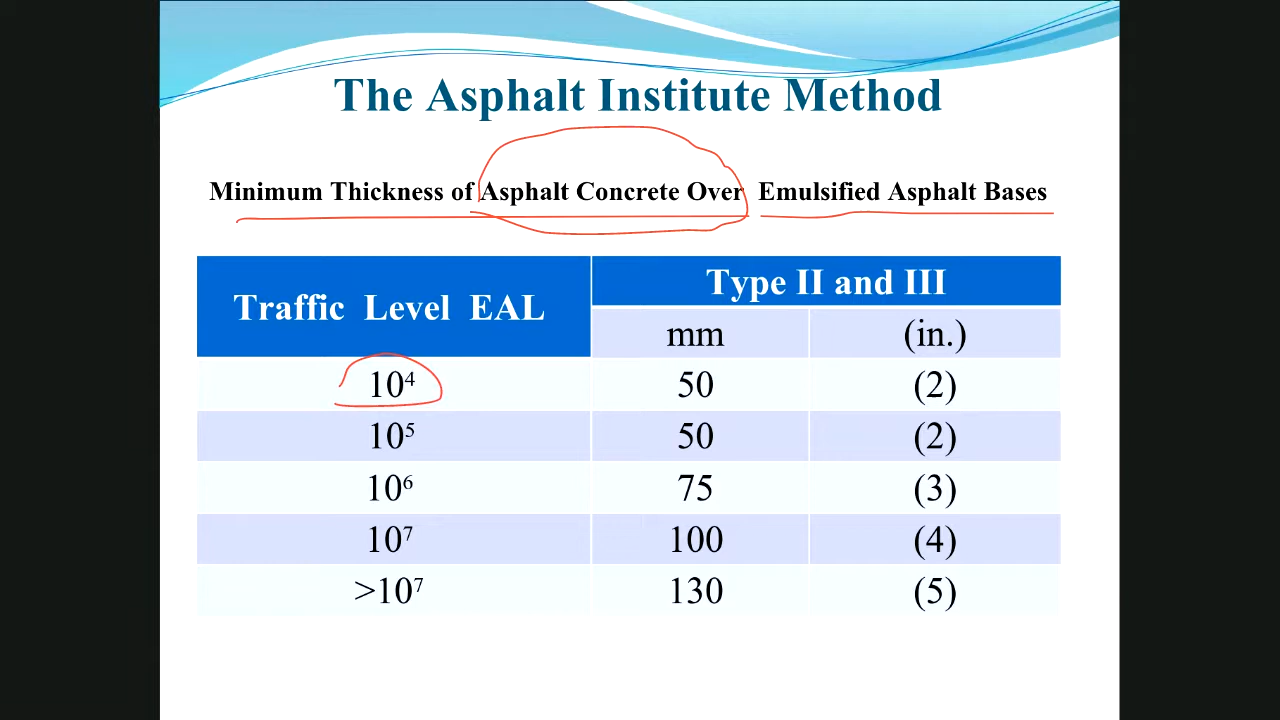 The Asphalt Institute Method
Minimum Thickness of Asphalt Concrete Over Emulsified Asphalt Bases
Traffic Level EAL
Type II and III
mm (in.)
10⁴ 50 (2)
10⁵ 50 (2)
10⁶ 75 (3)
10⁷ 100 (4)
>10⁷ 130 (5)